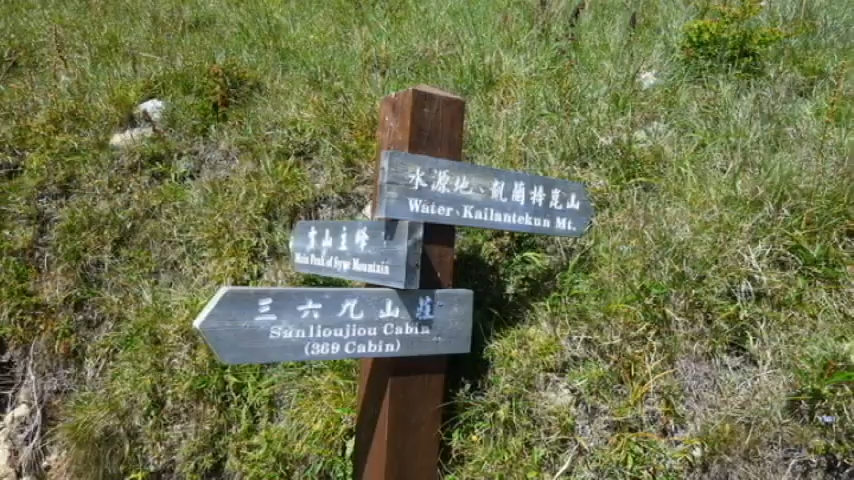 水源地、凱蘭特崑山
Water、Kailantekun Mt.
雪山主峰
Main Peak of Syue Mountain
三六九山莊
Sanlioujiou Cabin
(369 Cabin)